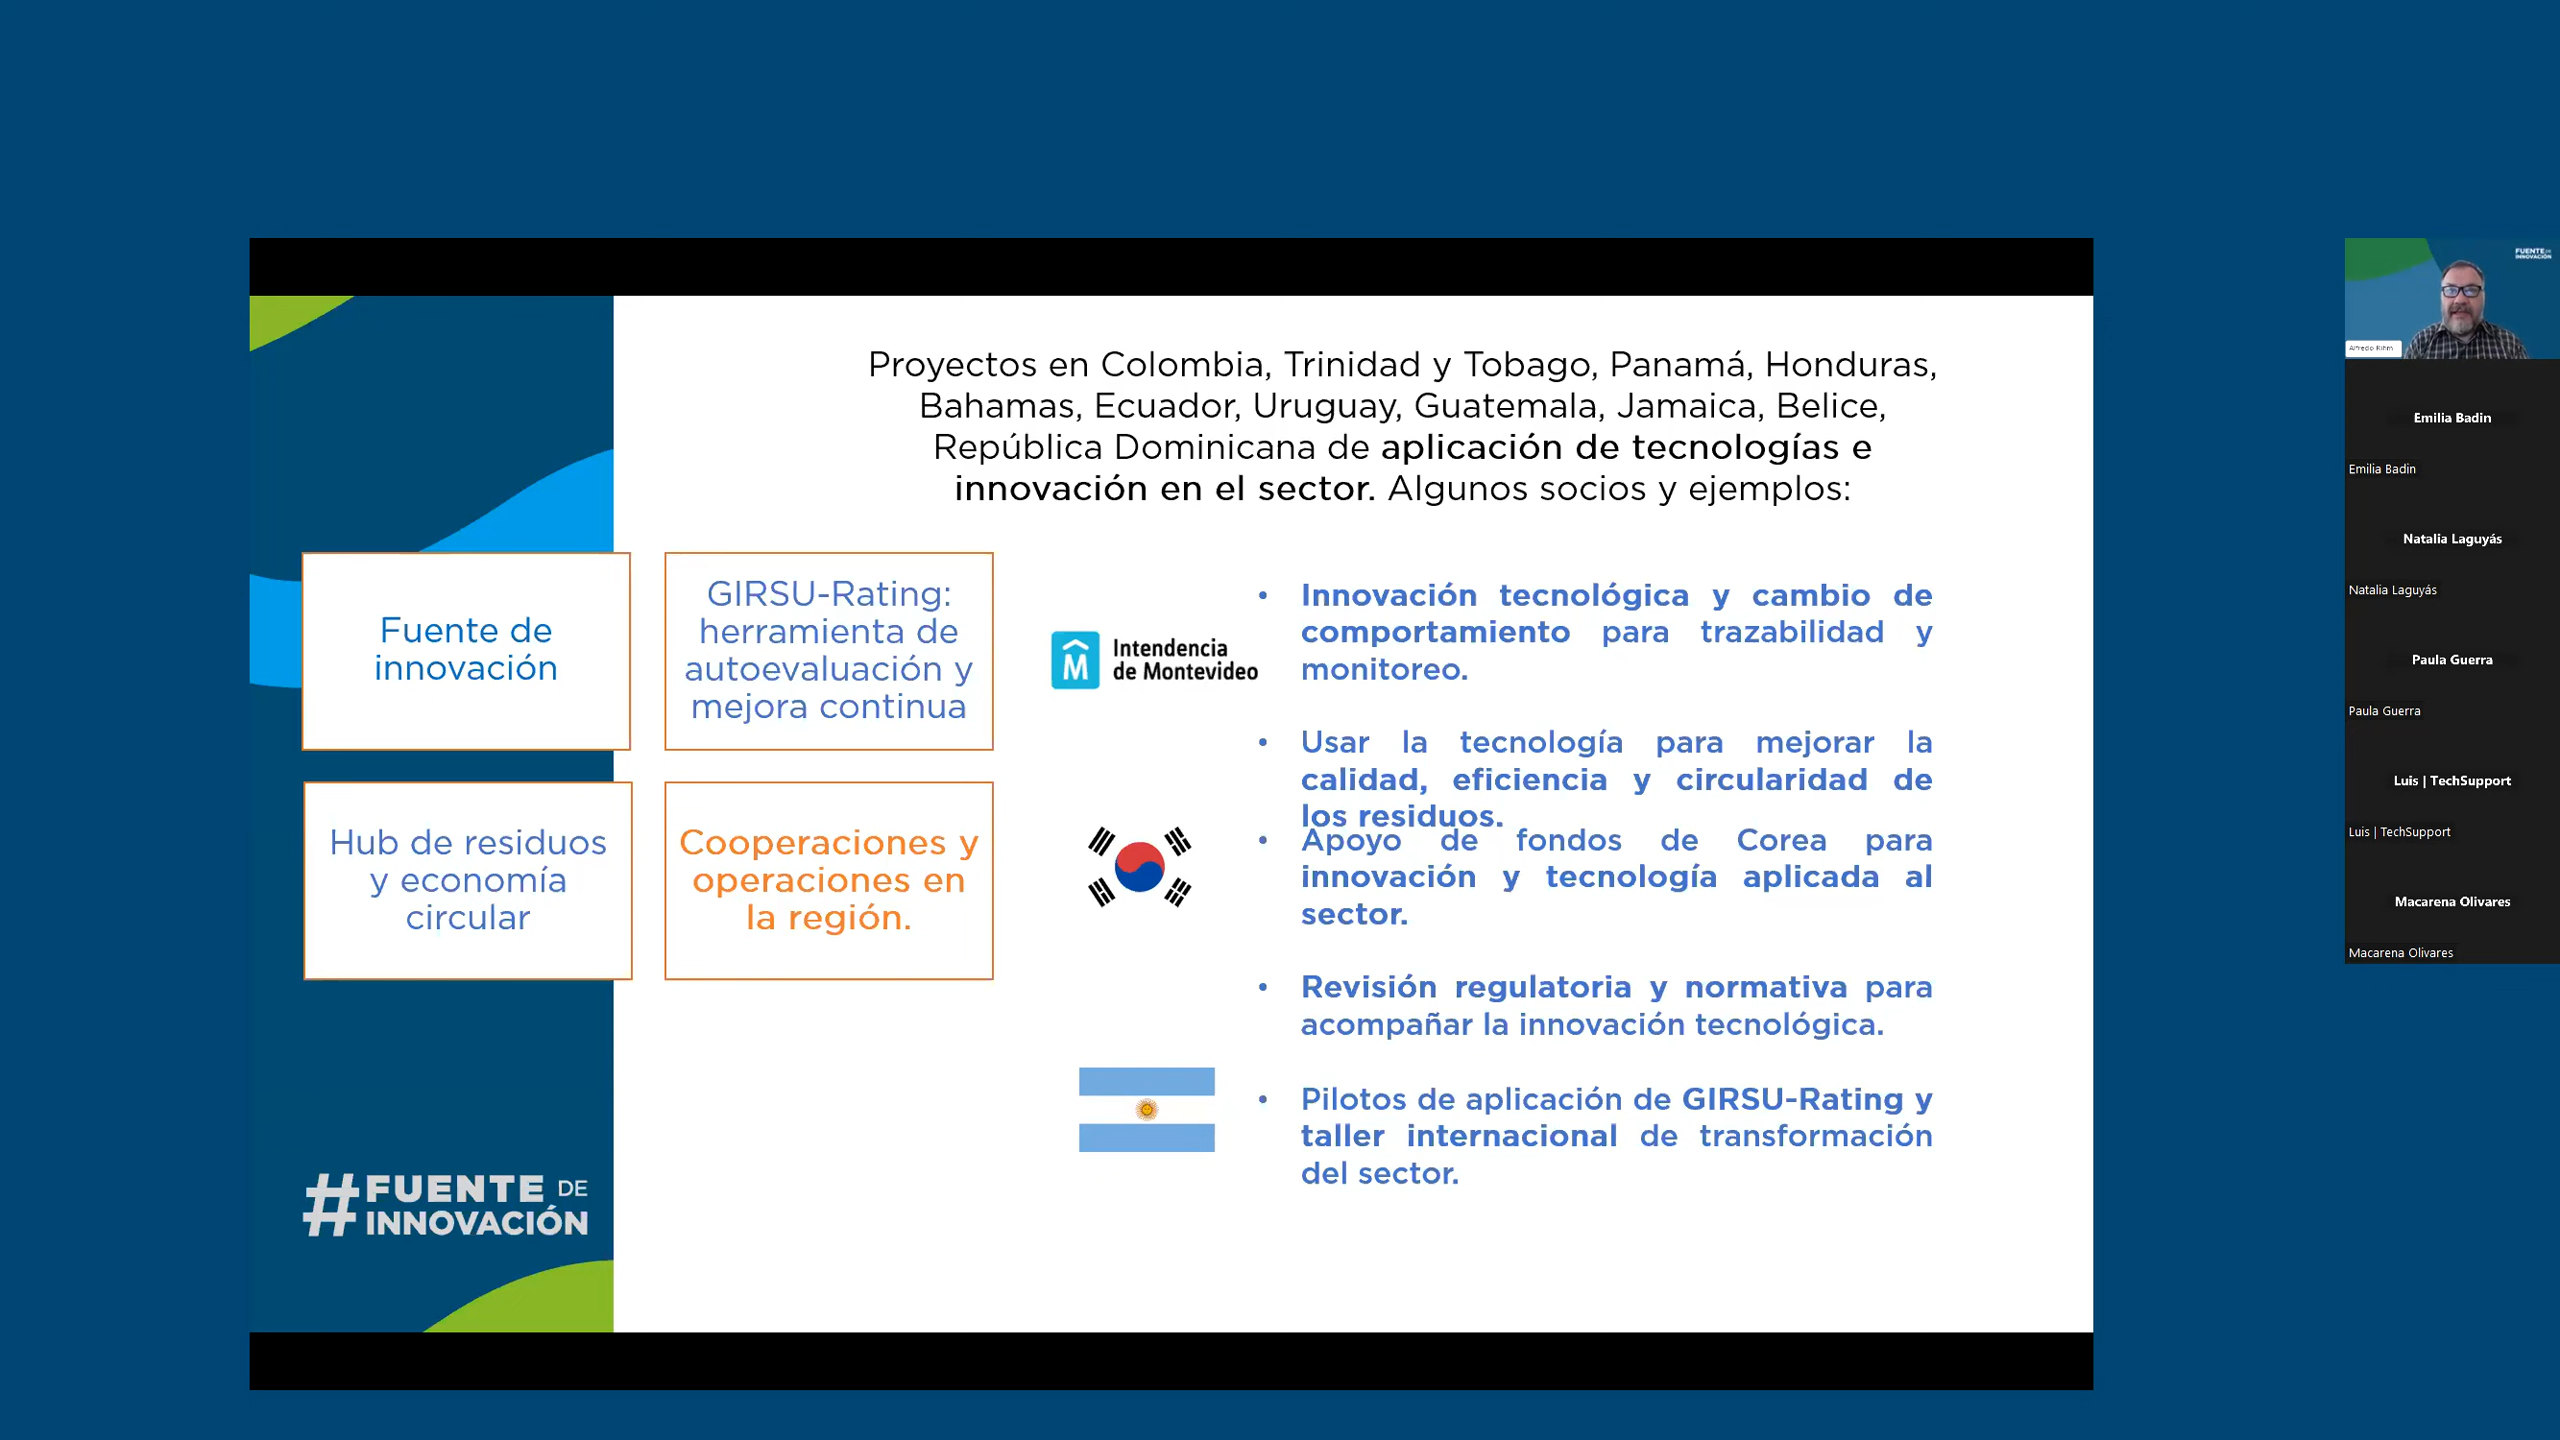 Proyectos en Colombia, Trinidad y Tobago, Panamá, Honduras,
Bahamas, Ecuador, Uruguay, Guatemala, Jamaica, Belice,
República Dominicana de aplicación de tecnologías e
innovación en el sector. Algunos socios y ejemplos:
Fuente de
innovación
GIRSU-Rating:
herramienta de
autoevaluación y
mejora continua
Hub de residuos
y economía
circular
Cooperaciones y
operaciones en
la región.
Intendencia
de Montevideo
• Innovación tecnológica y cambio de
comportamiento para trazabilidad y
monitoreo.
• Usar la tecnología para mejorar la
calidad, eficiencia y circularidad de
los residuos.
• Apoyo de fondos de Corea para
innovación y tecnología aplicada al
sector.
• Revisión regulatoria y normativa para
acompañar la innovación tecnológica.
• Pilotos de aplicación de GIRSU-Rating y
taller internacional de transformación
del sector.
#FUENTE DE
INNOVACIÓN
FUENTE DE
INNOVACIÓN
Alfredo Rihm
Emilia Badin
Emilia Badin
Natalia Laguyás
Natalia Laguyás
Paula Guerra
Paula Guerra
Luis | TechSupport
Luis | TechSupport
Macarena Olivares
Macarena Olivares